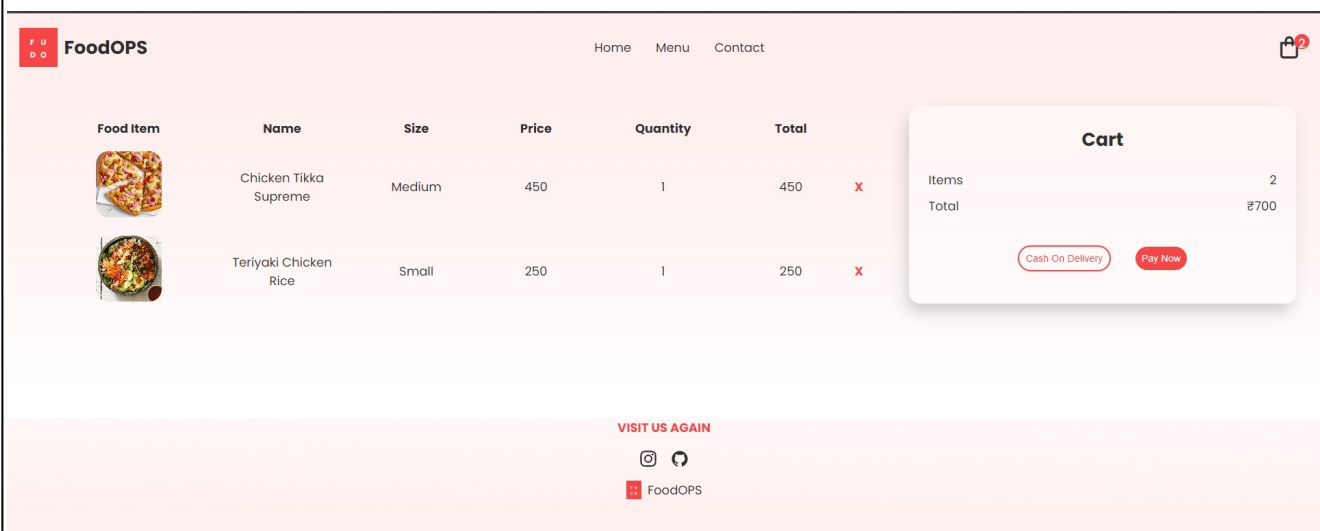 F U
D O
FoodOPS
Home Menu Contact
2
Food Item Name Size Price Quantity Total
Chicken Tikka
Supreme
Medium 450 1 450 X
Teriyaki Chicken
Rice
Small 250 1 250 X
Cart
Items 2
Total ₹700
Cash On Delivery Pay Now
VISIT US AGAIN
FoodOPS